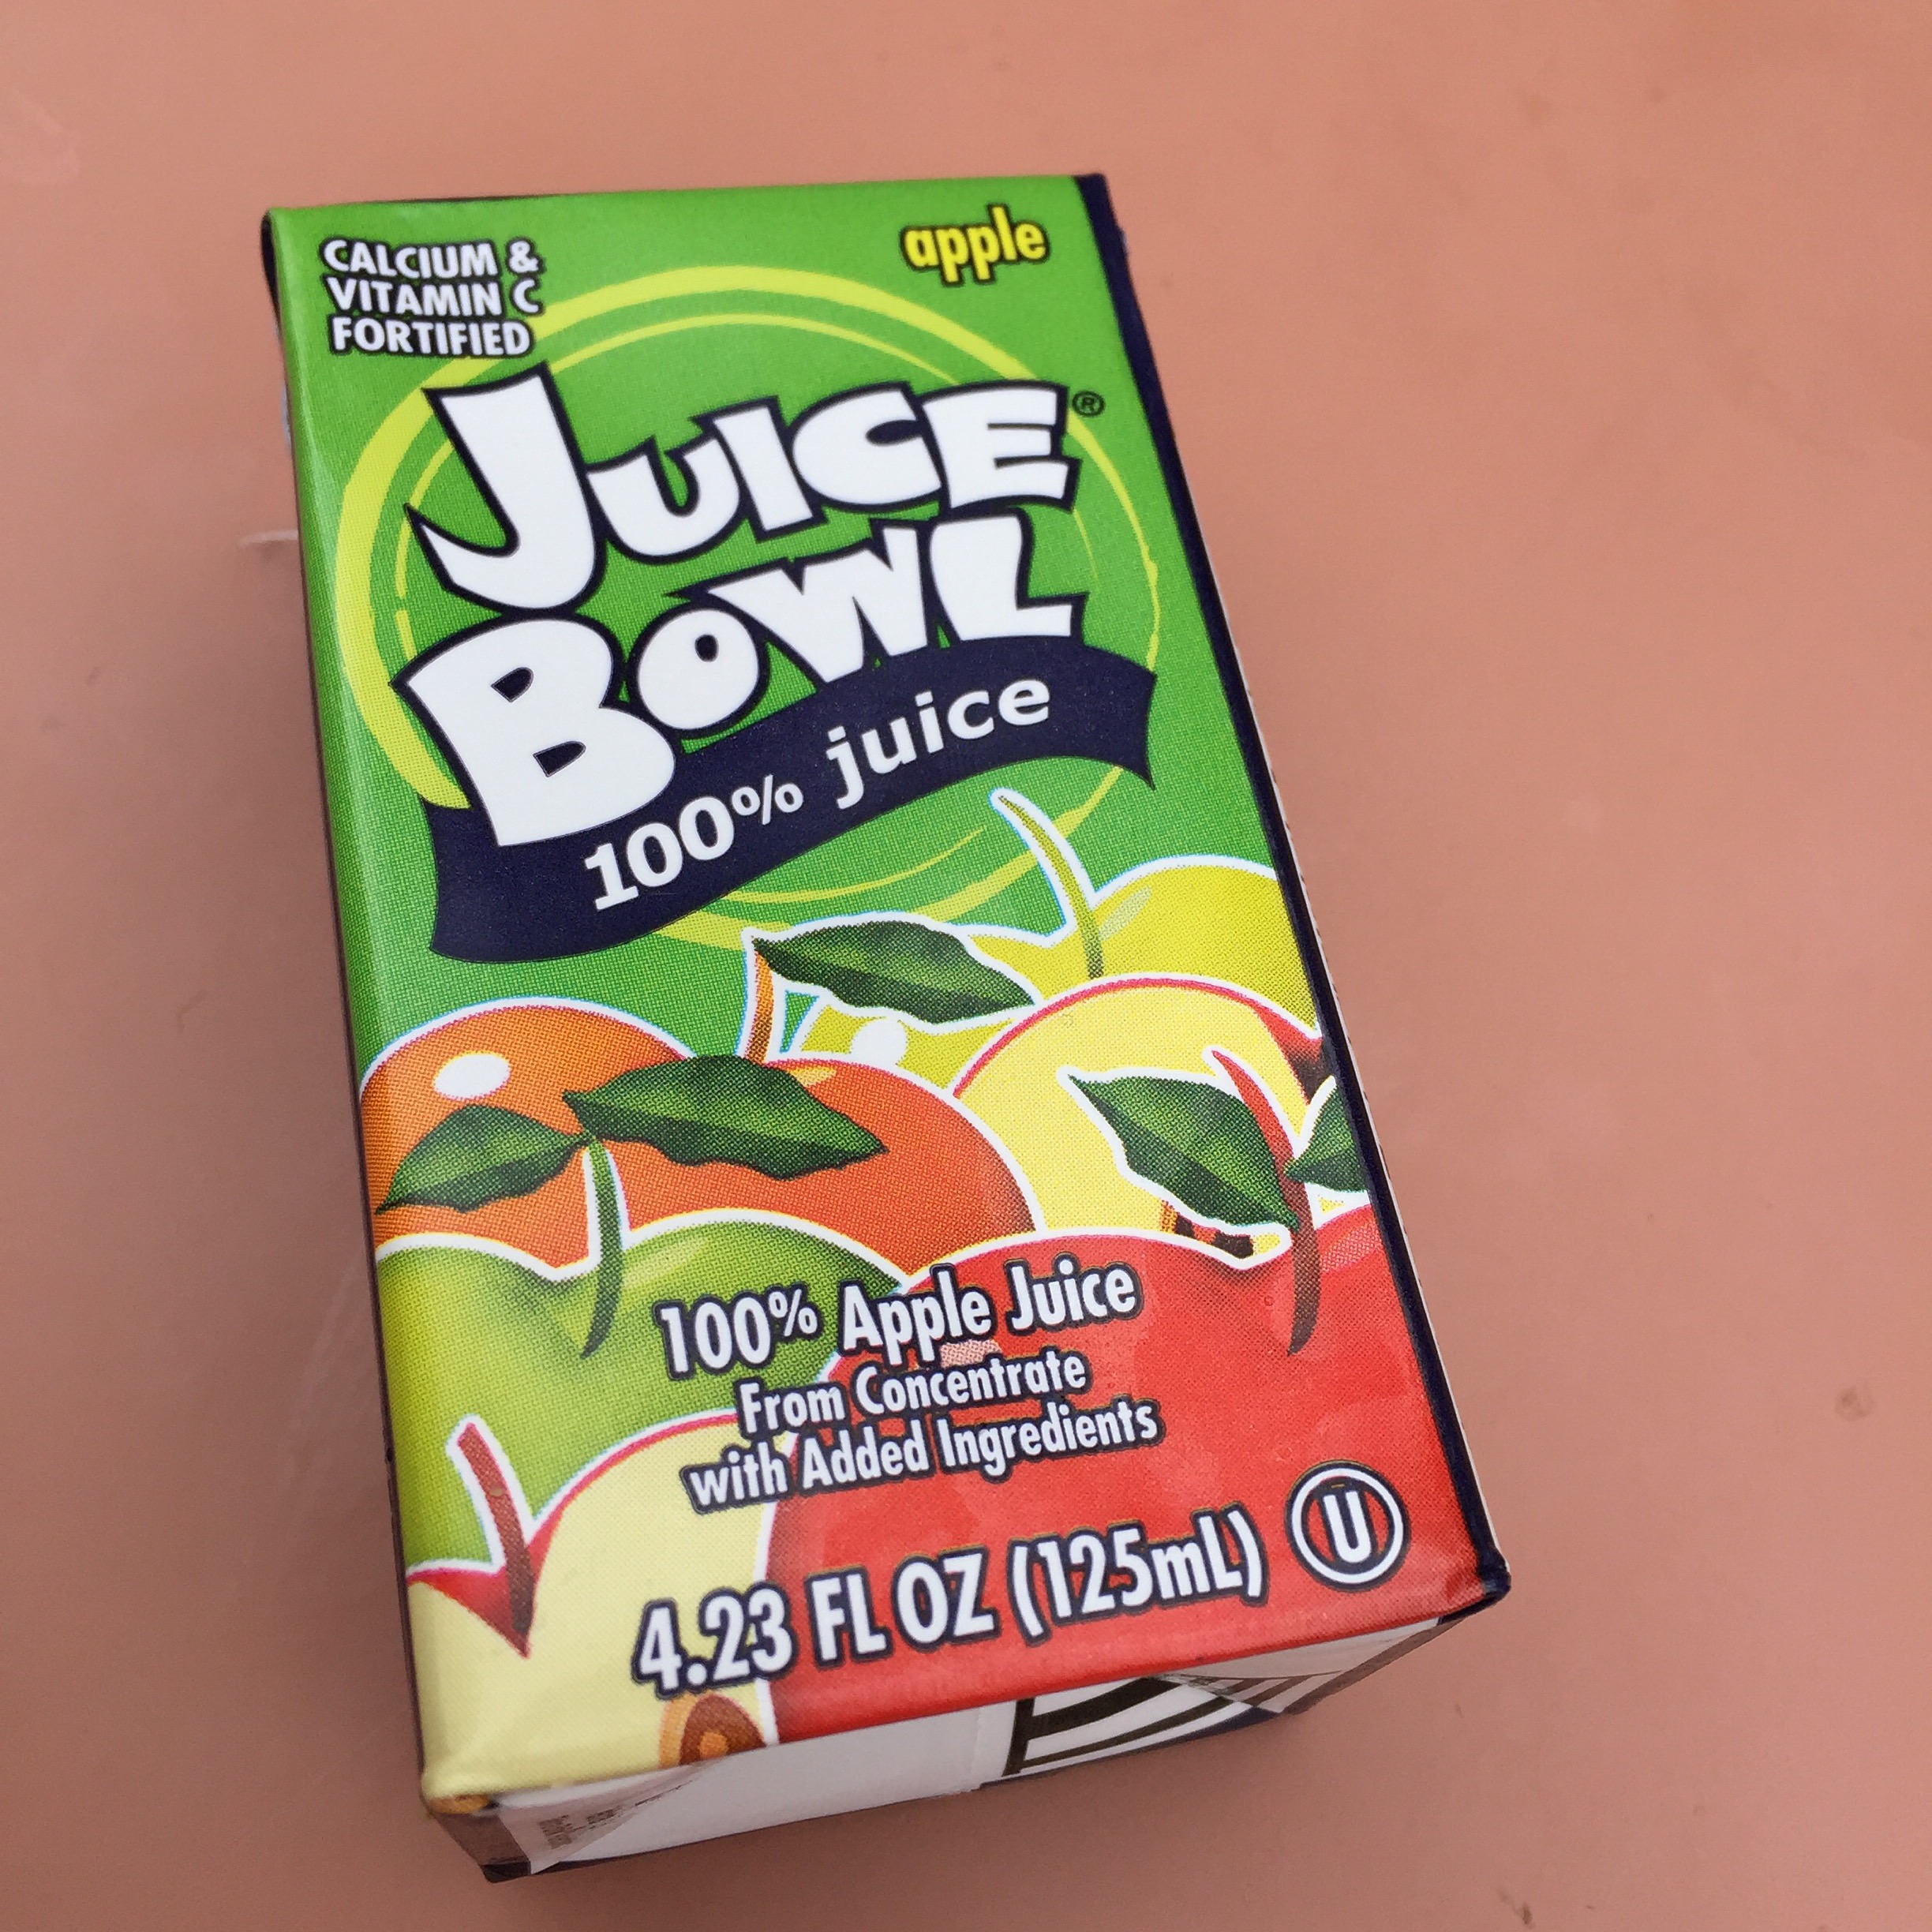 CALCIUM &
VITAMIN C
FORTIFIED
apple
JUICE®
BOWL
100% juice
100% Apple Juice
From Concentrate
with Added Ingredients
4.23 FL OZ (125mL)
U